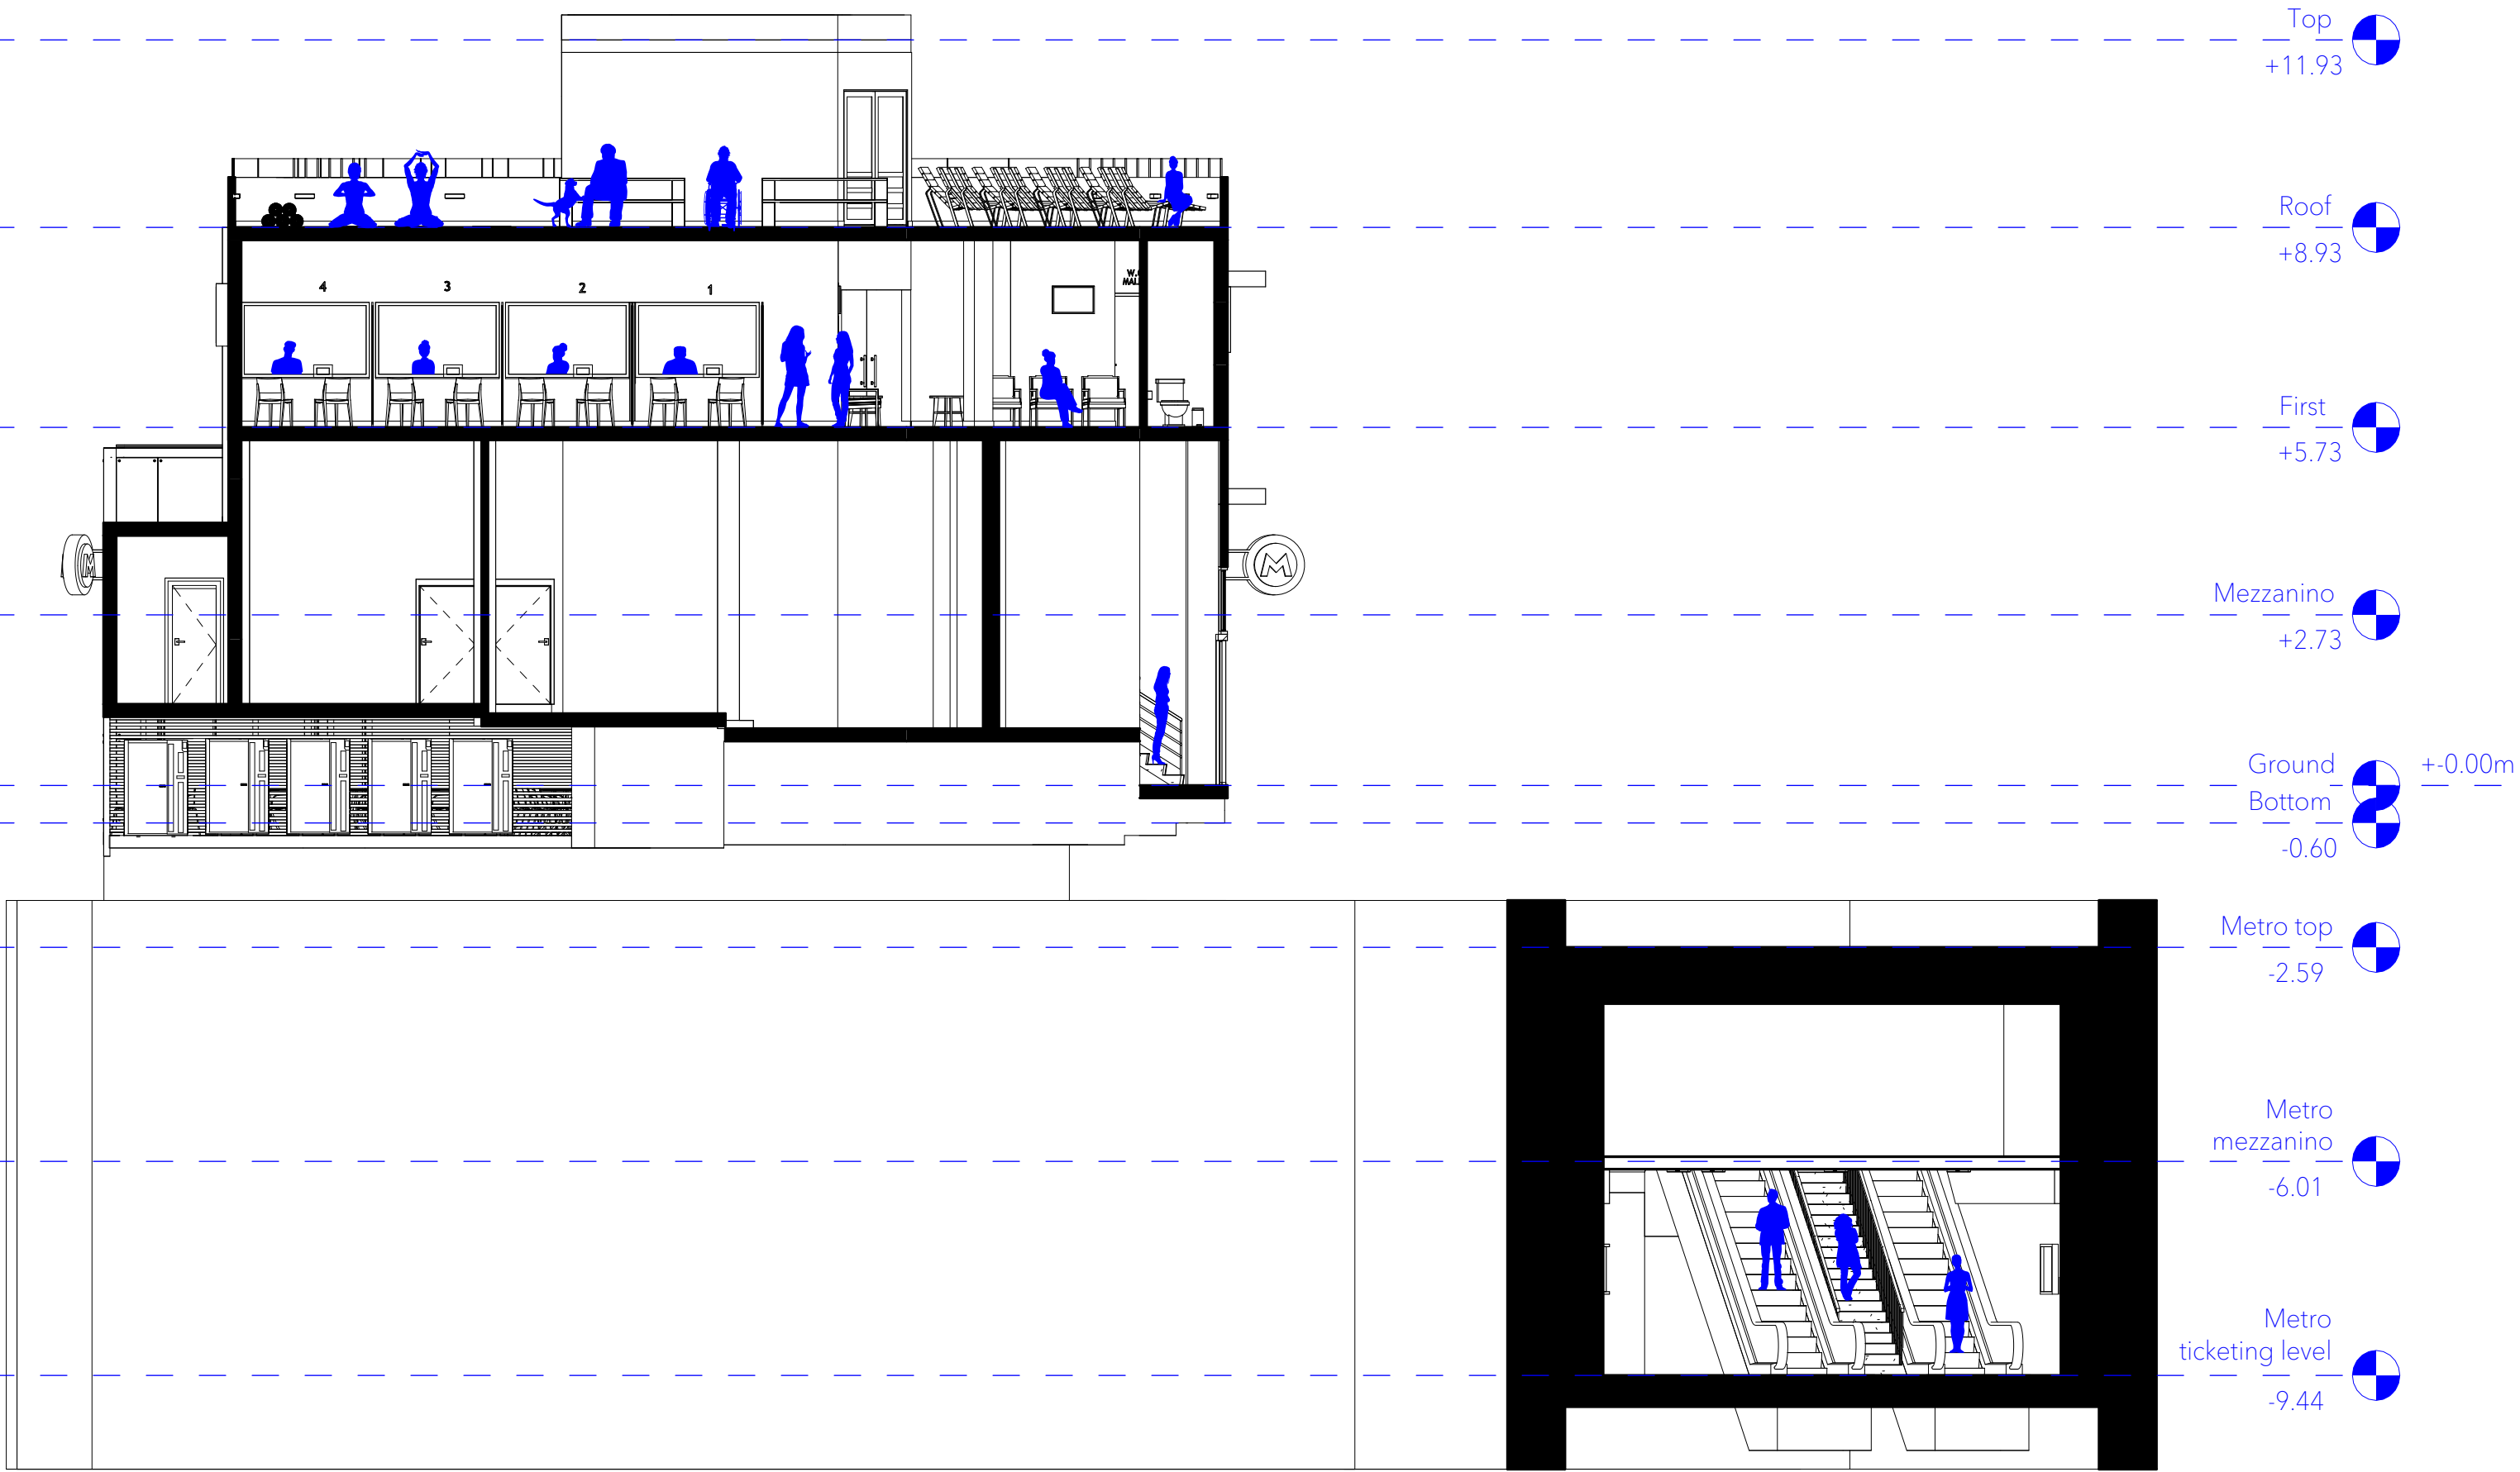 Top
+11.93
Roof
+8.93
4
3
2
1
First
+5.73
M
M
Mezzanino
+2.73
Ground
+-0.00m
Bottom
-0.60
Metro top
-2.59
Metro
mezzanino
-6.01
Metro
ticketing level
-9.44